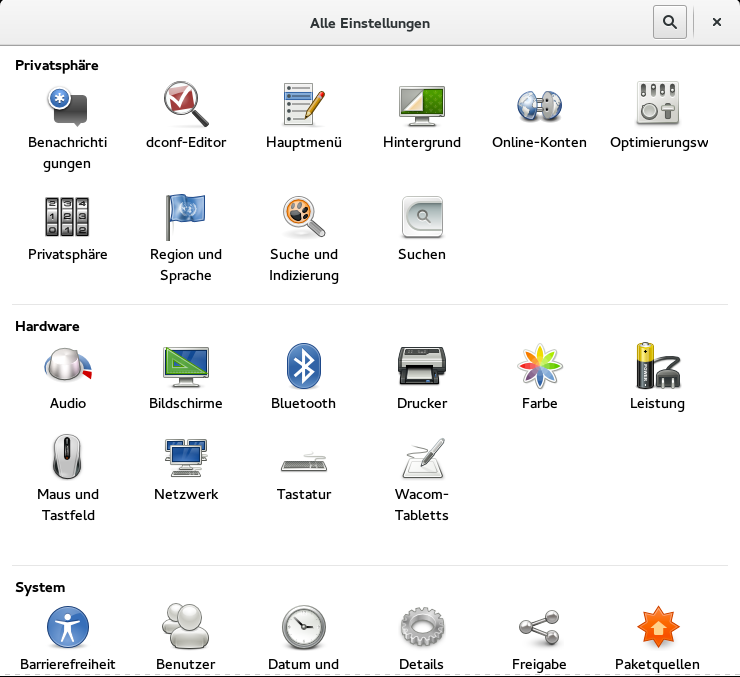 Alle Einstellungen
Privatsphäre
Benachrichti
gungen
dconf-Editor
Hauptmenü
Hintergrund
Online-Konten
Optimierungsw
Privatsphäre
Region und
Sprache
Suche und
Indizierung
Suchen
Hardware
Audio
Bildschirme
Bluetooth
Drucker
Farbe
Leistung
Maus und
Tastfeld
Netzwerk
Tastatur
Wacom-
Tabletts
System
Barrierefreiheit
Benutzer
Datum und
Details
Freigabe
Paketquellen